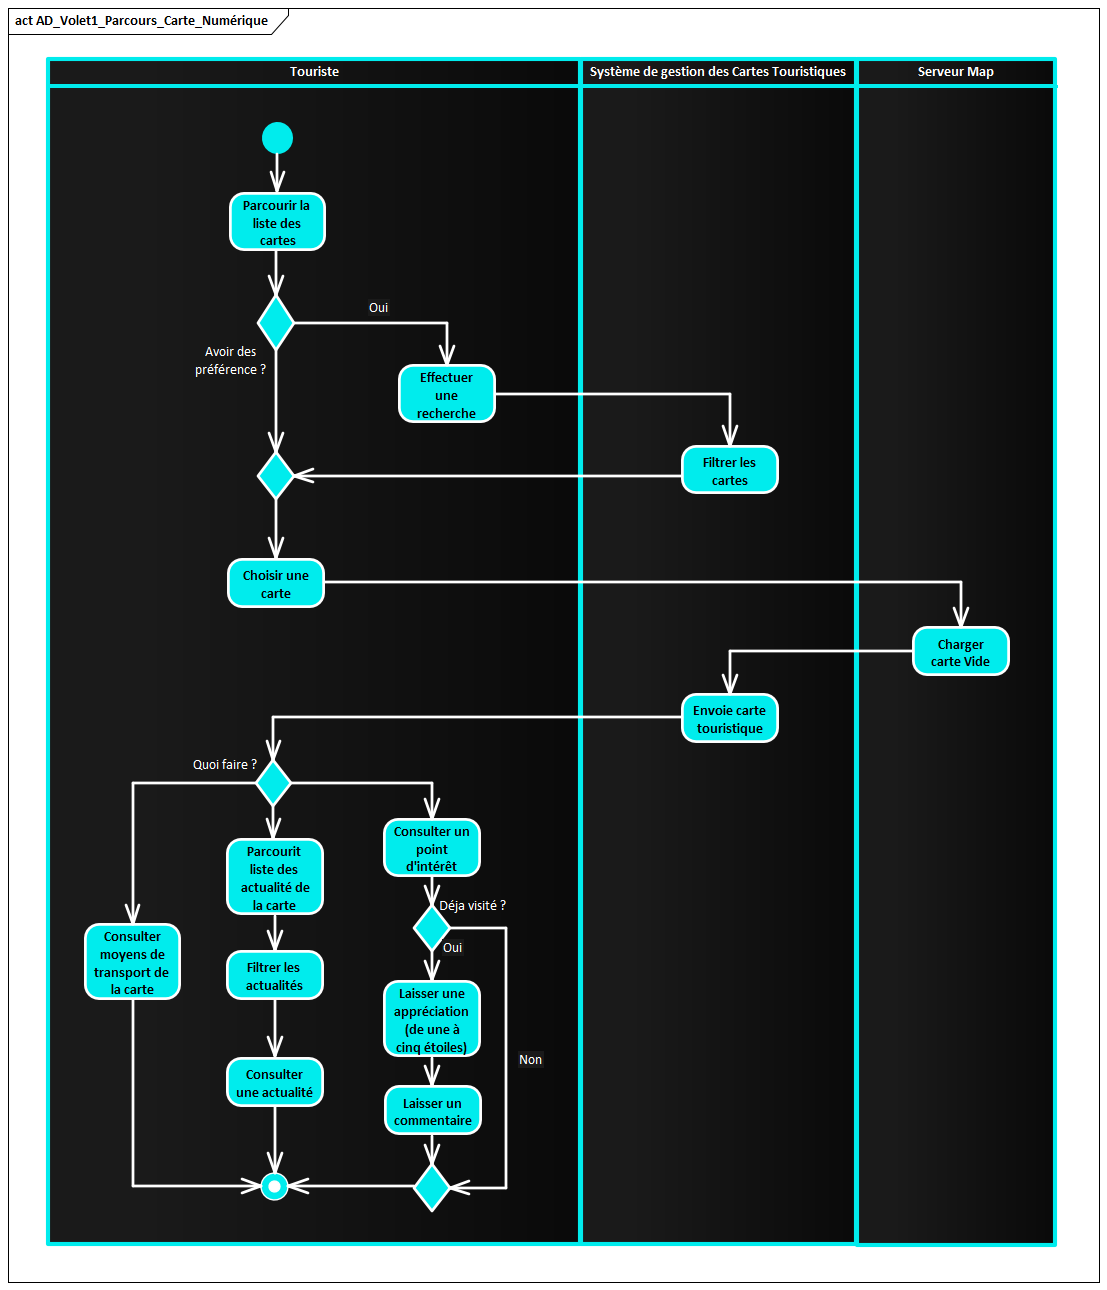 act AD_Volet1_Parcours_Carte_Numérique
Touriste
Système de gestion des Cartes Touristiques
Serveur Map
Parcourir la
liste des
cartes
Oui
Avoir des
préférence ?
Effectuer
une
recherche
Filtrer les
cartes
Choisir une
carte
Charger
carte Vide
Envoie carte
touristique
Quoi faire ?
Consulter un
point
d'intérêt
Parcourit
liste des
actualité de
la carte
Déja visité ?
Consulter
moyens de
transport de
la carte
Oui
Filtrer les
actualités
Laisser une
appréciation
(de une à
cinq étoiles)
Non
Consulter
une actualité
Laisser un
commentaire